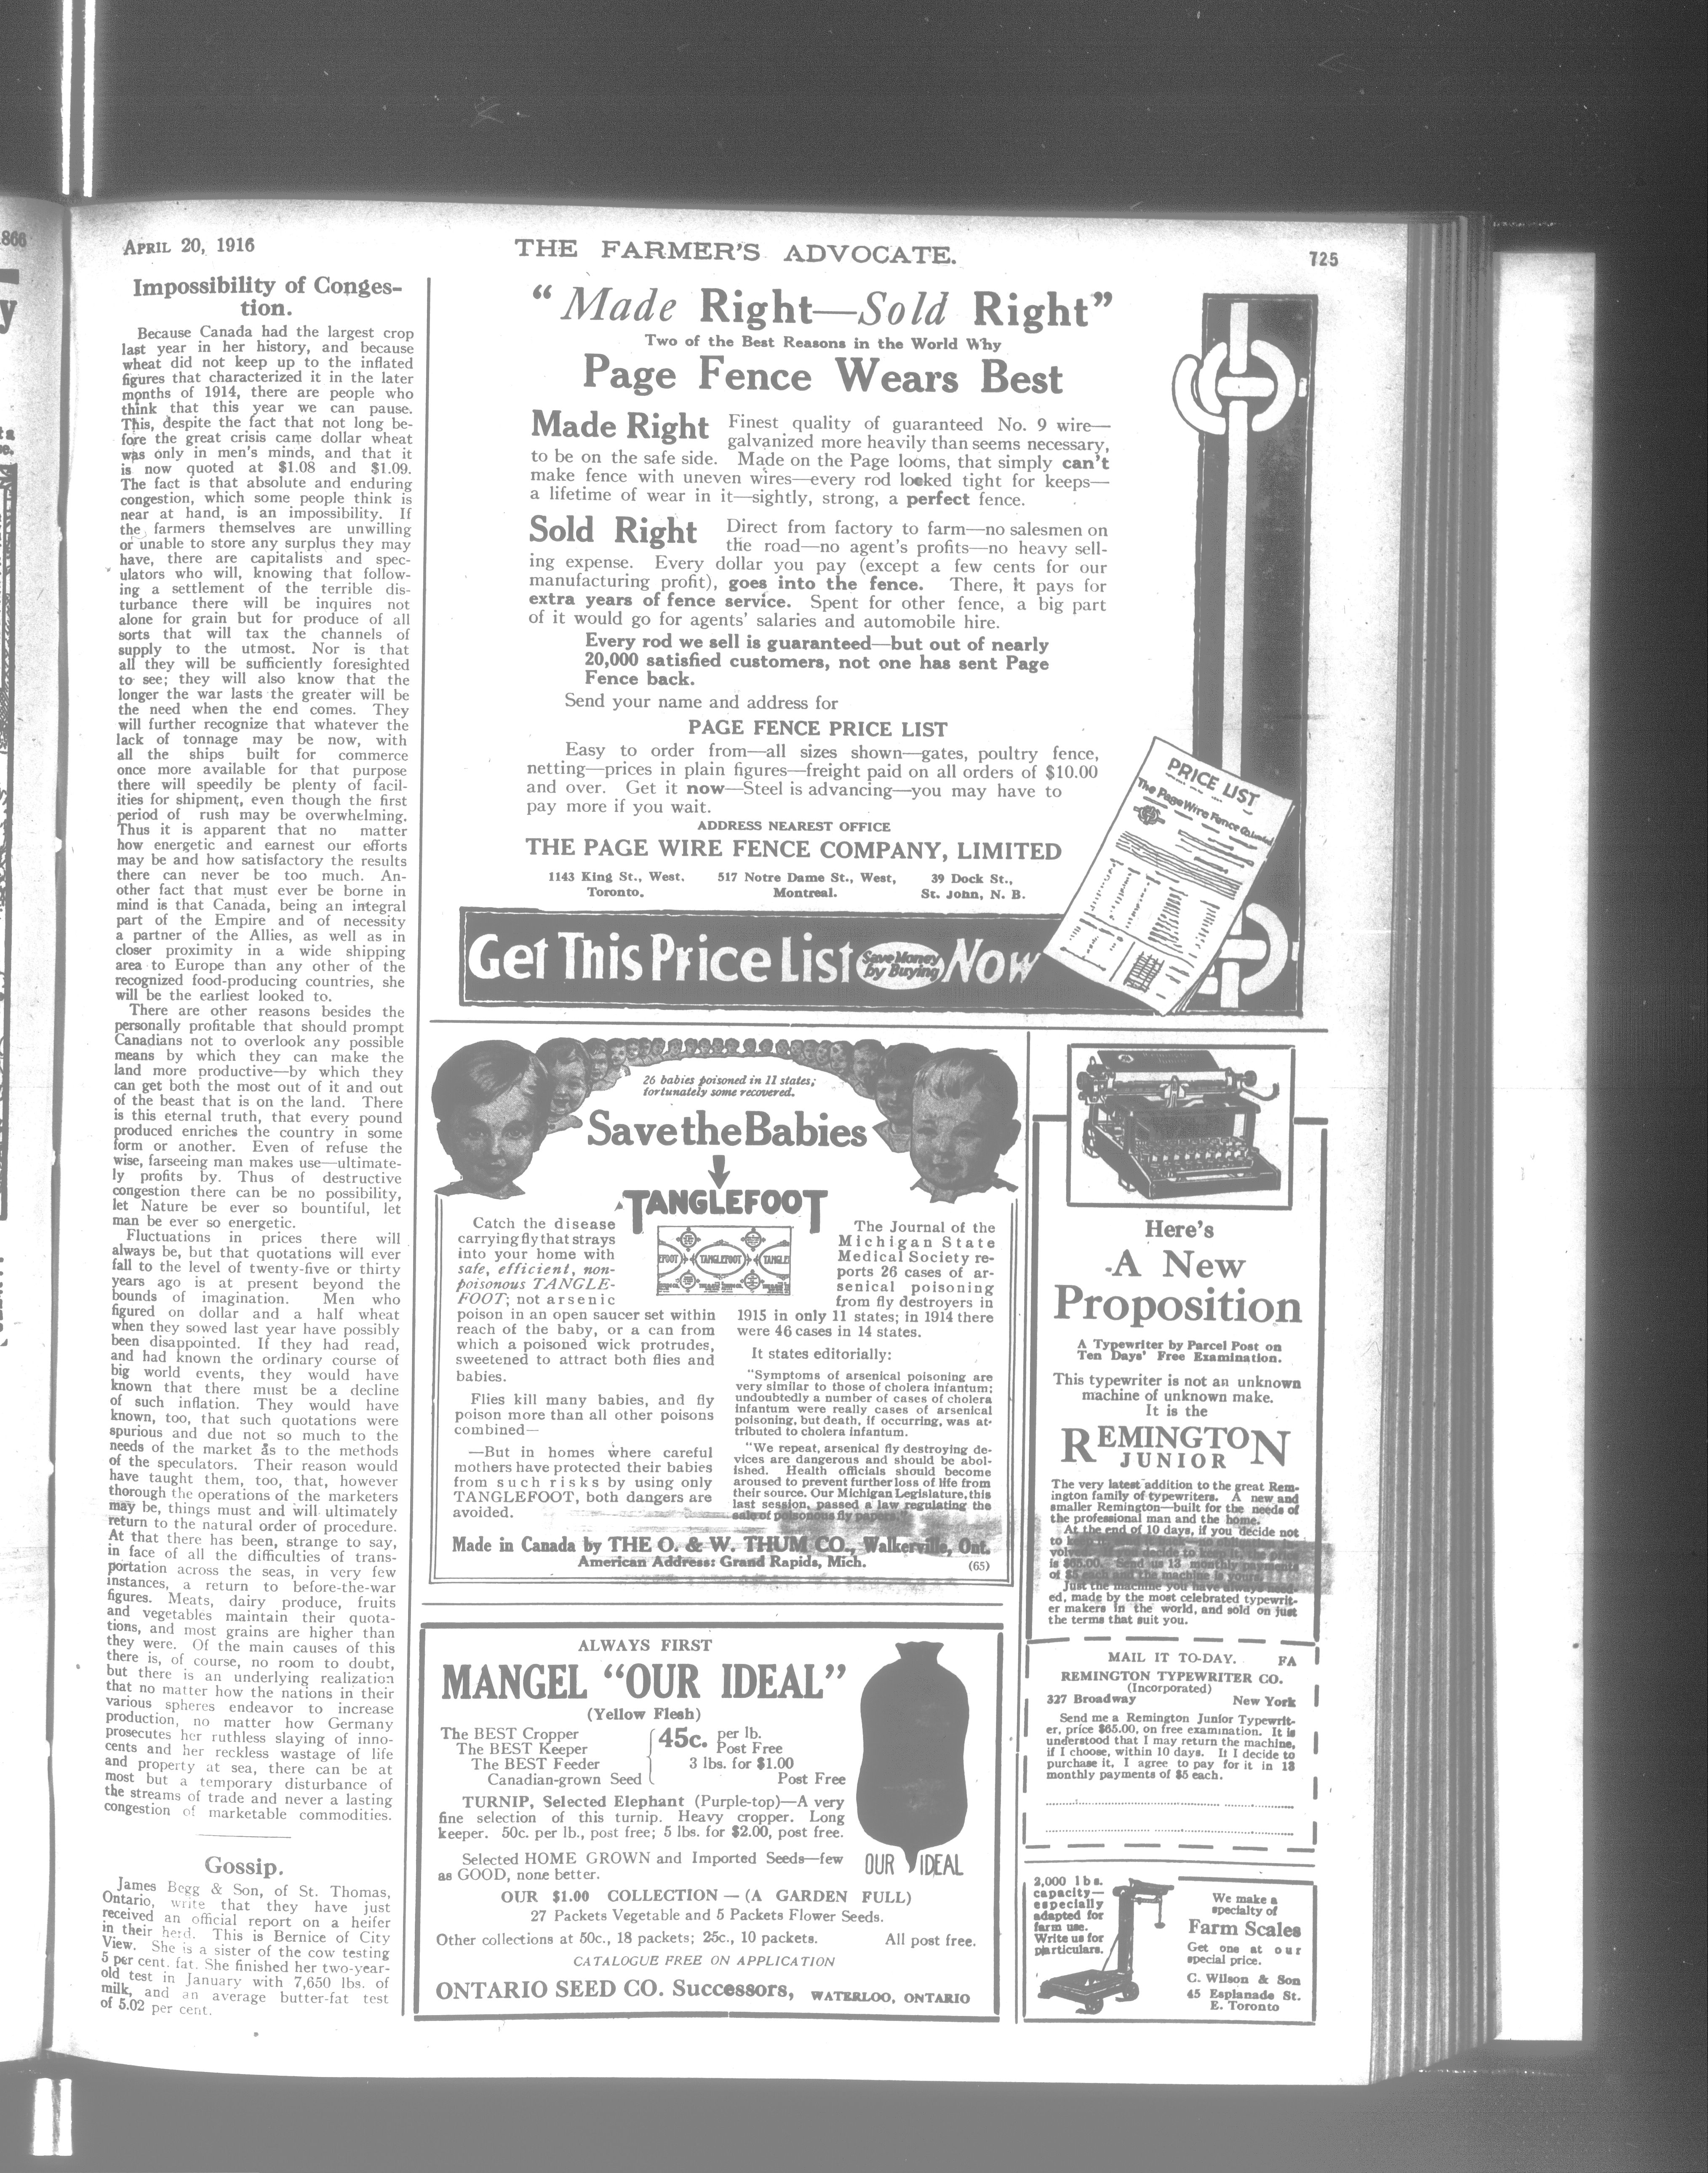 APRIL 20, 1916
THE FARMER'S ADVOCATE.
725
866
Impossibility of Conges-
tion.
Because Canada had the largest crop
last year in her history, and because
wheat did not keep up to the inflated
figures that characterized it in the later
months of 1914, there are people who
think that this year we can pause.
This, despite the fact that not long be-
fore the great crisis came dollar wheat
was only in men's minds, and that it
is now quoted at $1.08 and $1.09.
The fact is that absolute and enduring
congestion, which some people think is
near at hand, is an impossibility. If
the farmers themselves are unwilling
or unable to store any surplus they may
have, there are capitalists and spec-
ulators who will, knowing that follow-
ing a settlement of the terrible dis-
turbance there will be inquires not
alone for grain but for produce of all
sorts that will tax the channels of
supply to the utmost. Nor is that
all they will be sufficiently foresighted
to see; they will also know that the
longer the war lasts the greater will be
the need when the end comes. They
will further recognize that whatever the
lack of tonnage may be now, with
all the ships built for commerce
once more available for that purpose
there will speedily be plenty of facil-
ities for shipment, even though the first
period of rush may be overwhelming.
Thus it is apparent that no matter
how energetic and earnest our efforts
may be and how satisfactory the results
there can never be too much. An-
other fact that must ever be borne in
mind is that Canada, being an integral
part of the Empire and of necessity
a partner of the Allies, as well as in
closer proximity in a wide shipping
area to Europe than any other of the
recognized food-producing countries, she
will be the earliest looked to.
There are other reasons besides the
personally profitable that should prompt
Canadians not to overlook any possible
means by which they can make the
land more productive—by which they
can get both the most out of it and out
of the beast that is on the land. There
is this eternal truth, that every pound
produced enriches the country in some
form or another. Even of refuse the
wise, farseeing man makes use—ultimate-
ly profits by. Thus of destructive
congestion there can be no possibility,
let Nature be ever so bountiful, let
man be ever so energetic.
Fluctuations in prices there will
always be, but that quotations will ever
fall to the level of twenty-five or thirty
years ago is at present beyond the
bounds of imagination. Men who
figured on dollar and a half wheat
when they sowed last year have possibly
been disappointed. If they had read,
and had known the ordinary course of
big world events, they would have
known that there must be a decline
of such inflation. They would have
known, too, that such quotations were
spurious and due not so much to the
needs of the market as to the methods
of the speculators. Their reason would
have taught them, too, that, however
thorough the operations of the marketers
may be, things must and will ultimately
return to the natural order of procedure.
At that there has been, strange to say,
in face of all the difficulties of trans-
portation across the seas, in very few
instances, a return to before-the-war
figures. Meats, dairy produce, fruits
and vegetables maintain their quota-
tions, and most grains are higher than
they were. Of the main causes of this
there is, of course, no room to doubt,
but there is an underlying realization
that no matter how the nations in their
various spheres endeavor to increase
production, no matter how Germany
prosecutes her ruthless slaying of inno-
cents and her reckless wastage of life
and property at sea, there can be at
most but a temporary disturbance of
the streams of trade and never a lasting
congestion of marketable commodities.
Gossip.
James Begg & Son, of St. Thomas,
Ontario, write that they have just
received an official report on a heifer
in their herd. This is Bernice of City
View. She is a sister of the cow testing
5 per cent. fat. She finished her two-year-
old test in January with 7,650 lbs. of
milk, and an average butter-fat test
of 5.02 per cent.
"Made Right—Sold Right"
Two of the Best Reasons in the World Why
Page Fence Wears Best
Made Right Finest quality of guaranteed No. 9 wire—
galvanized more heavily than seems necessary,
to be on the safe side. Made on the Page looms, that simply can't
make fence with uneven wires—every rod locked tight for keeps—
a lifetime of wear in it—sightly, strong, a perfect fence.
Sold Right Direct from factory to farm—no salesmen on
the road—no agent's profits—no heavy sell-
ing expense. Every dollar you pay (except a few cents for our
manufacturing profit), goes into the fence. There, it pays for
extra years of fence service. Spent for other fence, a big part
of it would go for agents' salaries and automobile hire.
Every rod we sell is guaranteed—but out of nearly
20,000 satisfied customers, not one has sent Page
Fence back.
Send your name and address for
PAGE FENCE PRICE LIST
Easy to order from—all sizes shown—gates, poultry fence,
netting—prices in plain figures—freight paid on all orders of $10.00
and over. Get it now—Steel is advancing—you may have to
pay more if you wait.
ADDRESS NEAREST OFFICE
THE PAGE WIRE FENCE COMPANY, LIMITED
1143 King St., West, 517 Notre Dame St., West, 39 Dock St.,
Toronto. Montreal. St. John, N. B.
PRICE LIST
The Page Wire Fence Co. Limited
Get This Price List Save Money by Buying Now
26 babies poisoned in 11 states;
fortunately some recovered.
Save the Babies
TANGLEFOOT
Catch the disease
carrying fly that strays
into your home with
safe, efficient, non-
poisonous TANGLE-
FOOT; not arsenic
poison in an open saucer set within
reach of the baby, or a can from
which a poisoned wick protrudes,
sweetened to attract both flies and
babies.
Flies kill many babies, and fly
poison more than all other poisons
combined—
—But in homes where careful
mothers have protected their babies
from such risks by using only
TANGLEFOOT, both dangers are
avoided.
TANGLEFOOT
The Journal of the
Michigan State
Medical Society re-
ports 26 cases of ar-
senical poisoning
from fly destroyers in
1915 in only 11 states; in 1914 there
were 46 cases in 14 states.
It states editorially:
"Symptoms of arsenical poisoning are
very similar to those of cholera infantum;
undoubtedly a number of cases of cholera
infantum were really cases of arsenical
poisoning, but death, if occurring, was at-
tributed to cholera infantum.
"We repeat, arsenical fly destroying de-
vices are dangerous and should be abol-
ished. Health officials should become
aroused to prevent further loss of life from
their source. Our Michigan Legislature, this
last session, passed a law regulating the
sale of poisonous fly papers."
Made in Canada by THE O. & W. THUM CO., Walkerville, Ont.
American Address: Grand Rapids, Mich. (65)
Here's
A New
Proposition
A Typewriter by Parcel Post on
Ten Days' Free Examination.
This typewriter is not an unknown
machine of unknown make.
It is the
REMINGTON
JUNIOR
The very latest addition to the great Rem-
ington family of typewriters. A new and
smaller Remington—built for the needs of
the professional man and the home.
At the end of 10 days, if you decide not
to keep it, send it back—no obligation in-
volved. If you decide to keep it, the price
is $65.00. Send us 13 monthly payments
of $5 each and the machine is yours.
Just the machine you have always need-
ed, made by the most celebrated typewrit-
er makers in the world, and sold on just
the terms that suit you.
MAIL IT TO-DAY. FA
REMINGTON TYPEWRITER CO.
(Incorporated)
327 Broadway New York
Send me a Remington Junior Typewrit-
er, price $65.00, on free examination. It is
understood that I may return the machine,
if I choose, within 10 days. If I decide to
purchase it, I agree to pay for it in 13
monthly payments of $5 each.
ALWAYS FIRST
MANGEL "OUR IDEAL"
(Yellow Flesh)
The BEST Cropper
The BEST Keeper
The BEST Feeder
Canadian-grown Seed
45c. per lb.
Post Free
3 lbs. for $1.00
Post Free
TURNIP, Selected Elephant (Purple-top)—A very
fine selection of this turnip. Heavy cropper. Long
keeper. 50c. per lb., post free; 5 lbs. for $2.00, post free.
Selected HOME GROWN and Imported Seeds—few
as GOOD, none better.
OUR IDEAL
OUR $1.00 COLLECTION — (A GARDEN FULL)
27 Packets Vegetable and 5 Packets Flower Seeds.
Other collections at 50c., 18 packets; 25c., 10 packets. All post free.
CATALOGUE FREE ON APPLICATION
ONTARIO SEED CO. Successors, WATERLOO, ONTARIO
2,000 lbs.
capacity—
especially
adapted for
farm use.
Write us for
particulars.
We make a
specialty of
Farm Scales
Get one at our
special price.
C. Wilson & Son
45 Esplanade St.
E. Toronto